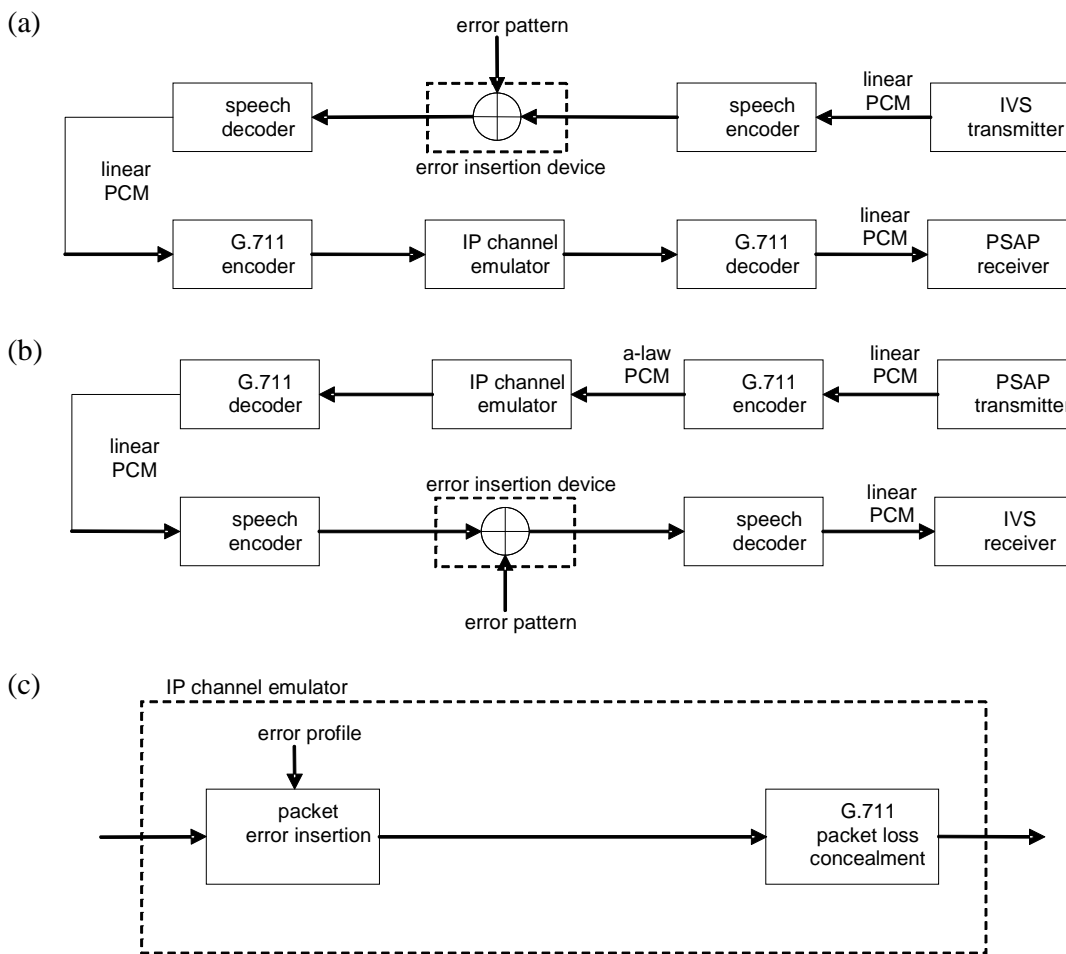 (a)
error pattern
linear
PCM
speech
decoder
speech
encoder
IVS
transmitter
error insertion device
linear
PCM
linear
PCM
G.711
encoder
IP channel
emulator
G.711
decoder
PSAP
receiver
(b)
a-law
PCM
linear
PCM
G.711
decoder
IP channel
emulator
G.711
encoder
PSAP
transmitter
linear
PCM
error insertion device
linear
PCM
speech
encoder
speech
decoder
IVS
receiver
error pattern
(c)
IP channel emulator
error profile
packet
error insertion
G.711
packet loss
concealment